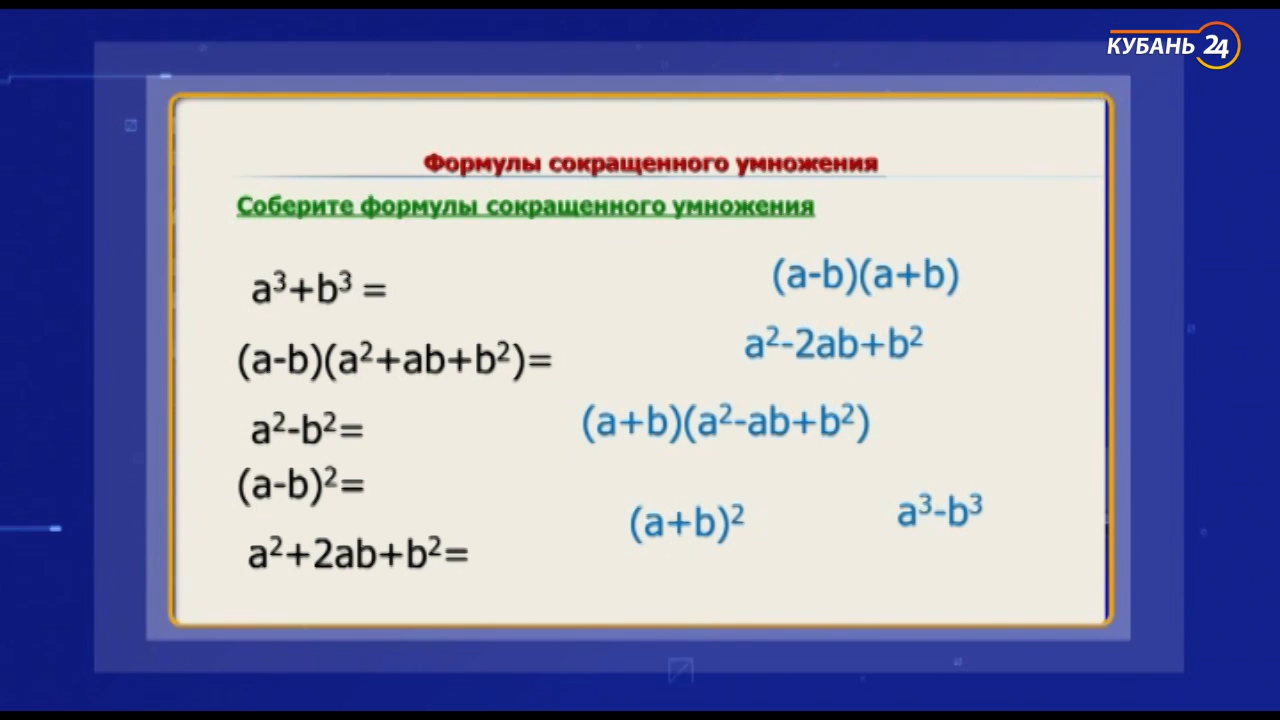 КУБАНЬ 24
Формулы сокращенного умножения
Соберите формулы сокращенного умножения
a³+b³ =
(a-b)(a+b)
(a-b)(a²+ab+b²)=
a²-2ab+b²
a²-b²=
(a+b)(a²-ab+b²)
(a-b)²=
(a+b)²
a³-b³
a²+2ab+b²=